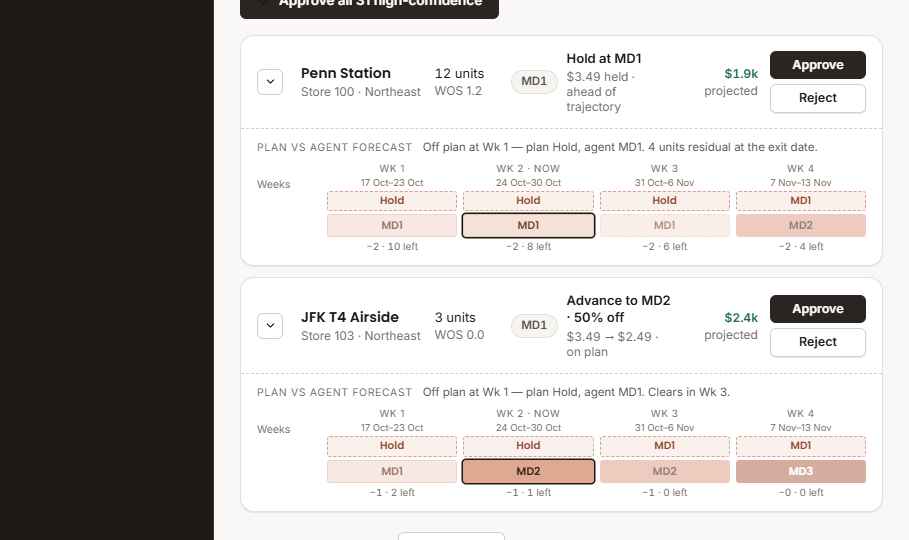 Approve all 31 high-confidence
Penn Station
Store 100 · Northeast
12 units
WOS 1.2
MD1
Hold at MD1
$3.49 held ·
ahead of
trajectory
$1.9k
projected
Approve
Reject
PLAN VS AGENT FORECAST Off plan at Wk 1 — plan Hold, agent MD1. 4 units residual at the exit date.
Weeks
WK 1 WK 2 · NOW WK 3 WK 4
17 Oct–23 Oct 24 Oct–30 Oct 31 Oct–6 Nov 7 Nov–13 Nov
Hold Hold Hold MD1
MD1 MD1 MD1 MD2
−2 · 10 left −2 · 8 left −2 · 6 left −2 · 4 left
JFK T4 Airside
Store 103 · Northeast
3 units
WOS 0.0
MD1
Advance to MD2
· 50% off
$3.49 → $2.49 ·
on plan
$2.4k
projected
Approve
Reject
PLAN VS AGENT FORECAST Off plan at Wk 1 — plan Hold, agent MD1. Clears in Wk 3.
Weeks
WK 1 WK 2 · NOW WK 3 WK 4
17 Oct–23 Oct 24 Oct–30 Oct 31 Oct–6 Nov 7 Nov–13 Nov
Hold Hold MD1 MD1
MD1 MD2 MD2 MD3
−1 · 2 left −1 · 1 left −1 · 0 left −0 · 0 left